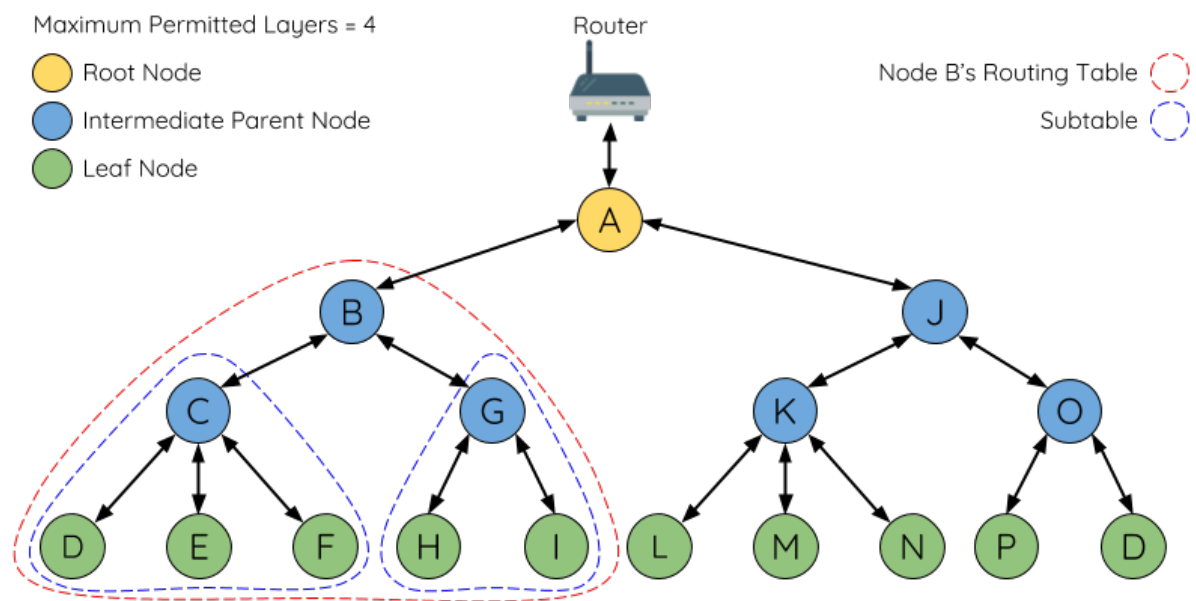 Maximum Permitted Layers = 4
Root Node
Intermediate Parent Node
Leaf Node
Router
Node B's Routing Table
Subtable
A
B
J
C
G
K
O
D
E
F
H
I
L
M
N
P
D